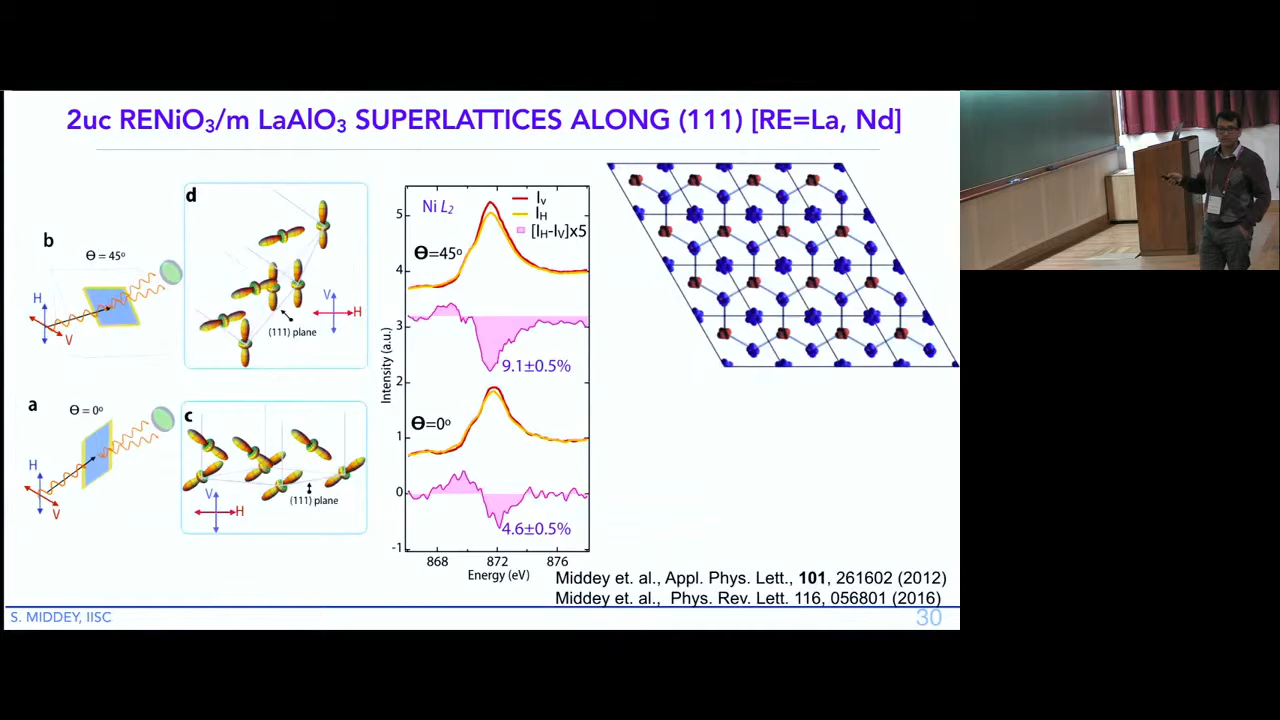 2uc RENiO₃/m LaAlO₃ SUPERLATTICES ALONG (111) [RE=La, Nd]
b
ϴ = 45°
H
V
a
ϴ = 0°
H
V
d
V
H
(111) plane
c
(111) plane
V
H
Ni L₂
Iᵥ
I_H
[I_H-Iᵥ]x5
ϴ=45°
9.1±0.5%
ϴ=0°
4.6±0.5%
Intensity (a.u.)
5
4
3
2
1
0
-1
868 872 876
Energy (eV)
Middey et. al., Appl. Phys. Lett., 101, 261602 (2012)
Middey et. al., Phys. Rev. Lett. 116, 056801 (2016)
S. MIDDEY, IISC
30